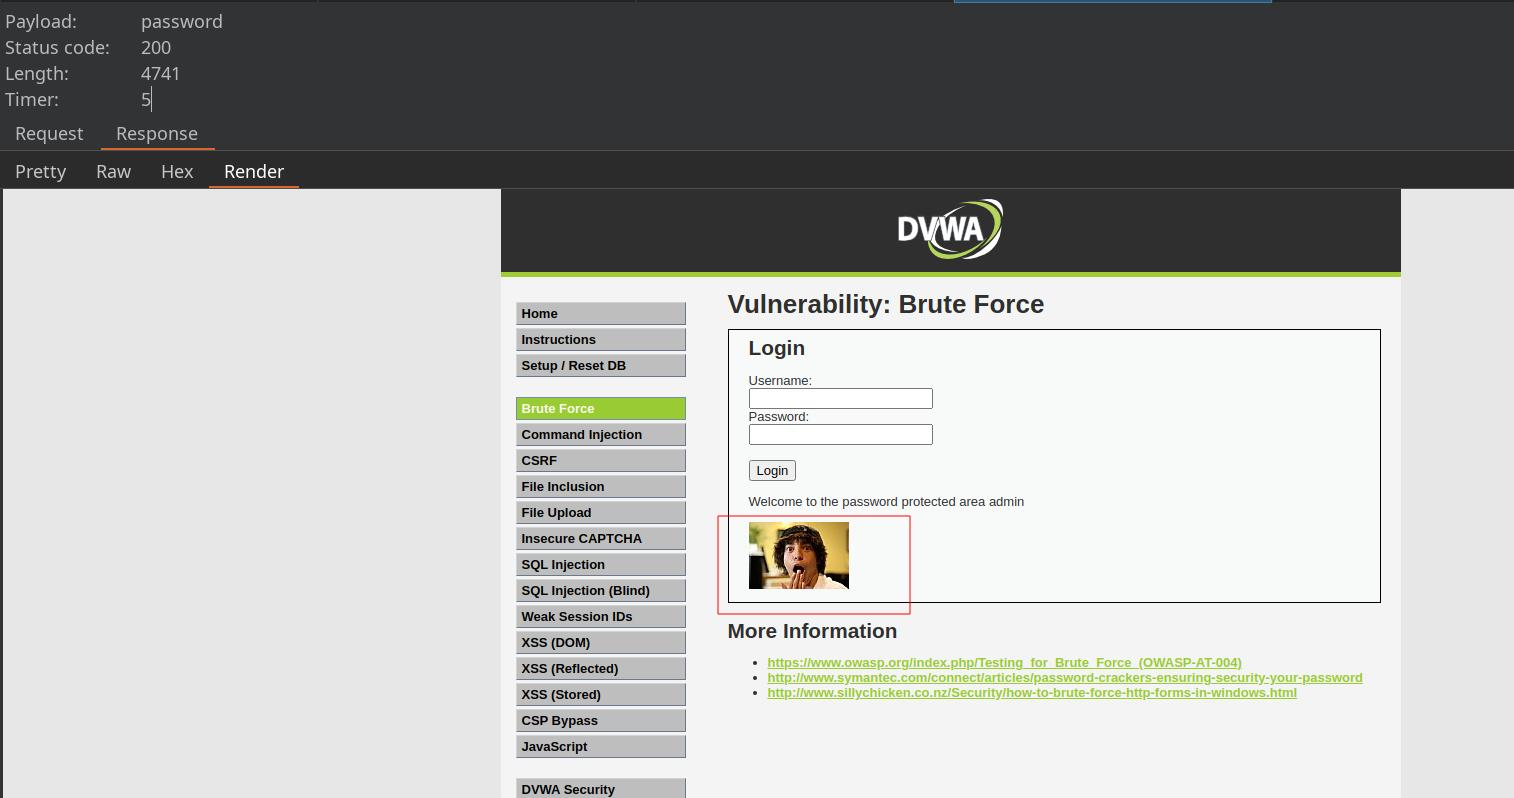 Payload: password
Status code: 200
Length: 4741
Timer: 5
Request Response
Pretty Raw Hex Render
DVWA
Home
Instructions
Setup / Reset DB
Brute Force
Command Injection
CSRF
File Inclusion
File Upload
Insecure CAPTCHA
SQL Injection
SQL Injection (Blind)
Weak Session IDs
XSS (DOM)
XSS (Reflected)
XSS (Stored)
CSP Bypass
JavaScript
DVWA Security
Vulnerability: Brute Force
Login
Username:
Password:
Login
Welcome to the password protected area admin
More Information
https://www.owasp.org/index.php/Testing_for_Brute_Force_(OWASP-AT-004)
http://www.symantec.com/connect/articles/password-crackers-ensuring-security-your-password
http://www.sillychicken.co.nz/Security/how-to-brute-force-http-forms-in-windows.html